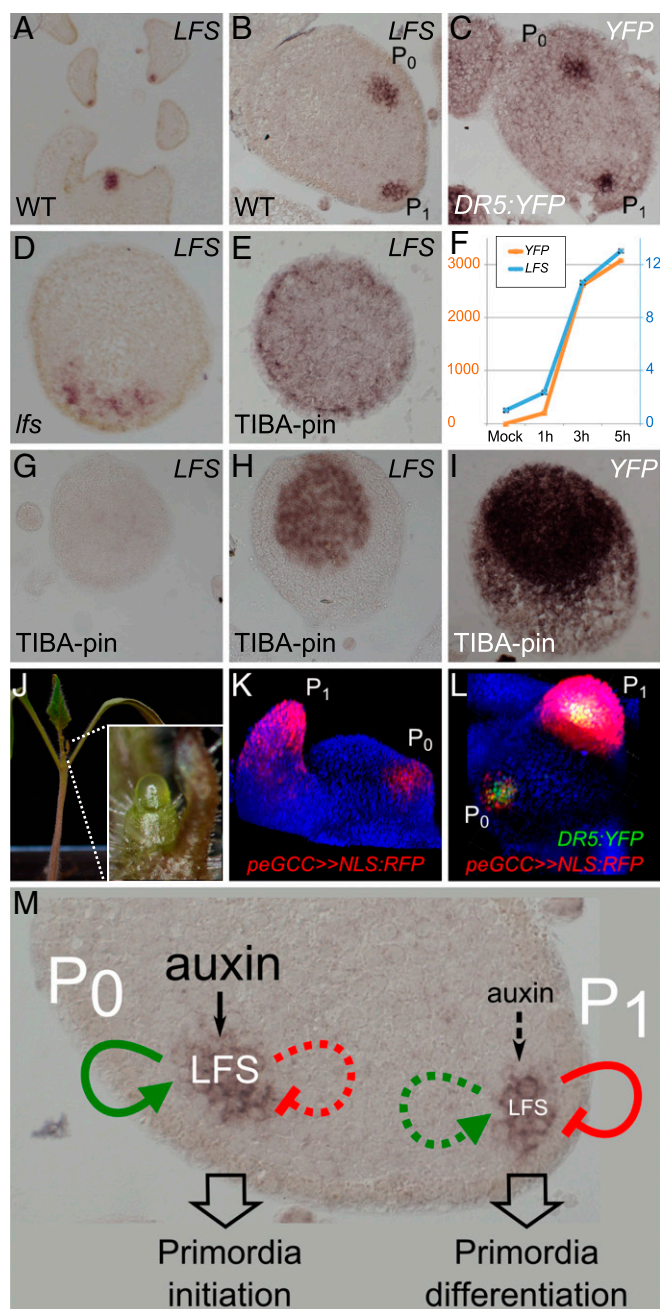 A
LFS
WT
B
LFS
P0
WT
P1
C
YFP
P0
DR5:YFP
P1
D
LFS
lfs
E
LFS
TIBA-pin
F
YFP
LFS
3000
2000
1000
0
12
8
4
0
Mock 1h 3h 5h
G
LFS
TIBA-pin
H
LFS
TIBA-pin
I
YFP
TIBA-pin
J
K
P1
P0
peGCC>>NLS:RFP
L
P1
P0
DR5:YFP
peGCC>>NLS:RFP
M
P0
auxin
LFS
auxin
P1
LFS
Primordia
initiation
Primordia
differentiation